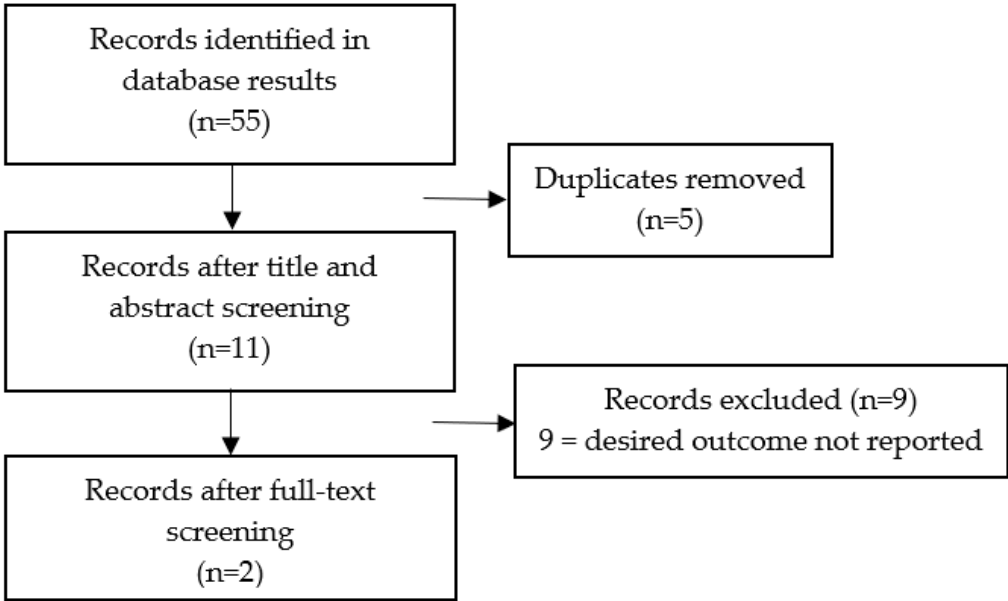 Records identified in
database results
(n=55)
Duplicates removed
(n=5)
Records after title and
abstract screening
(n=11)
Records excluded (n=9)
9 = desired outcome not reported
Records after full-text
screening
(n=2)